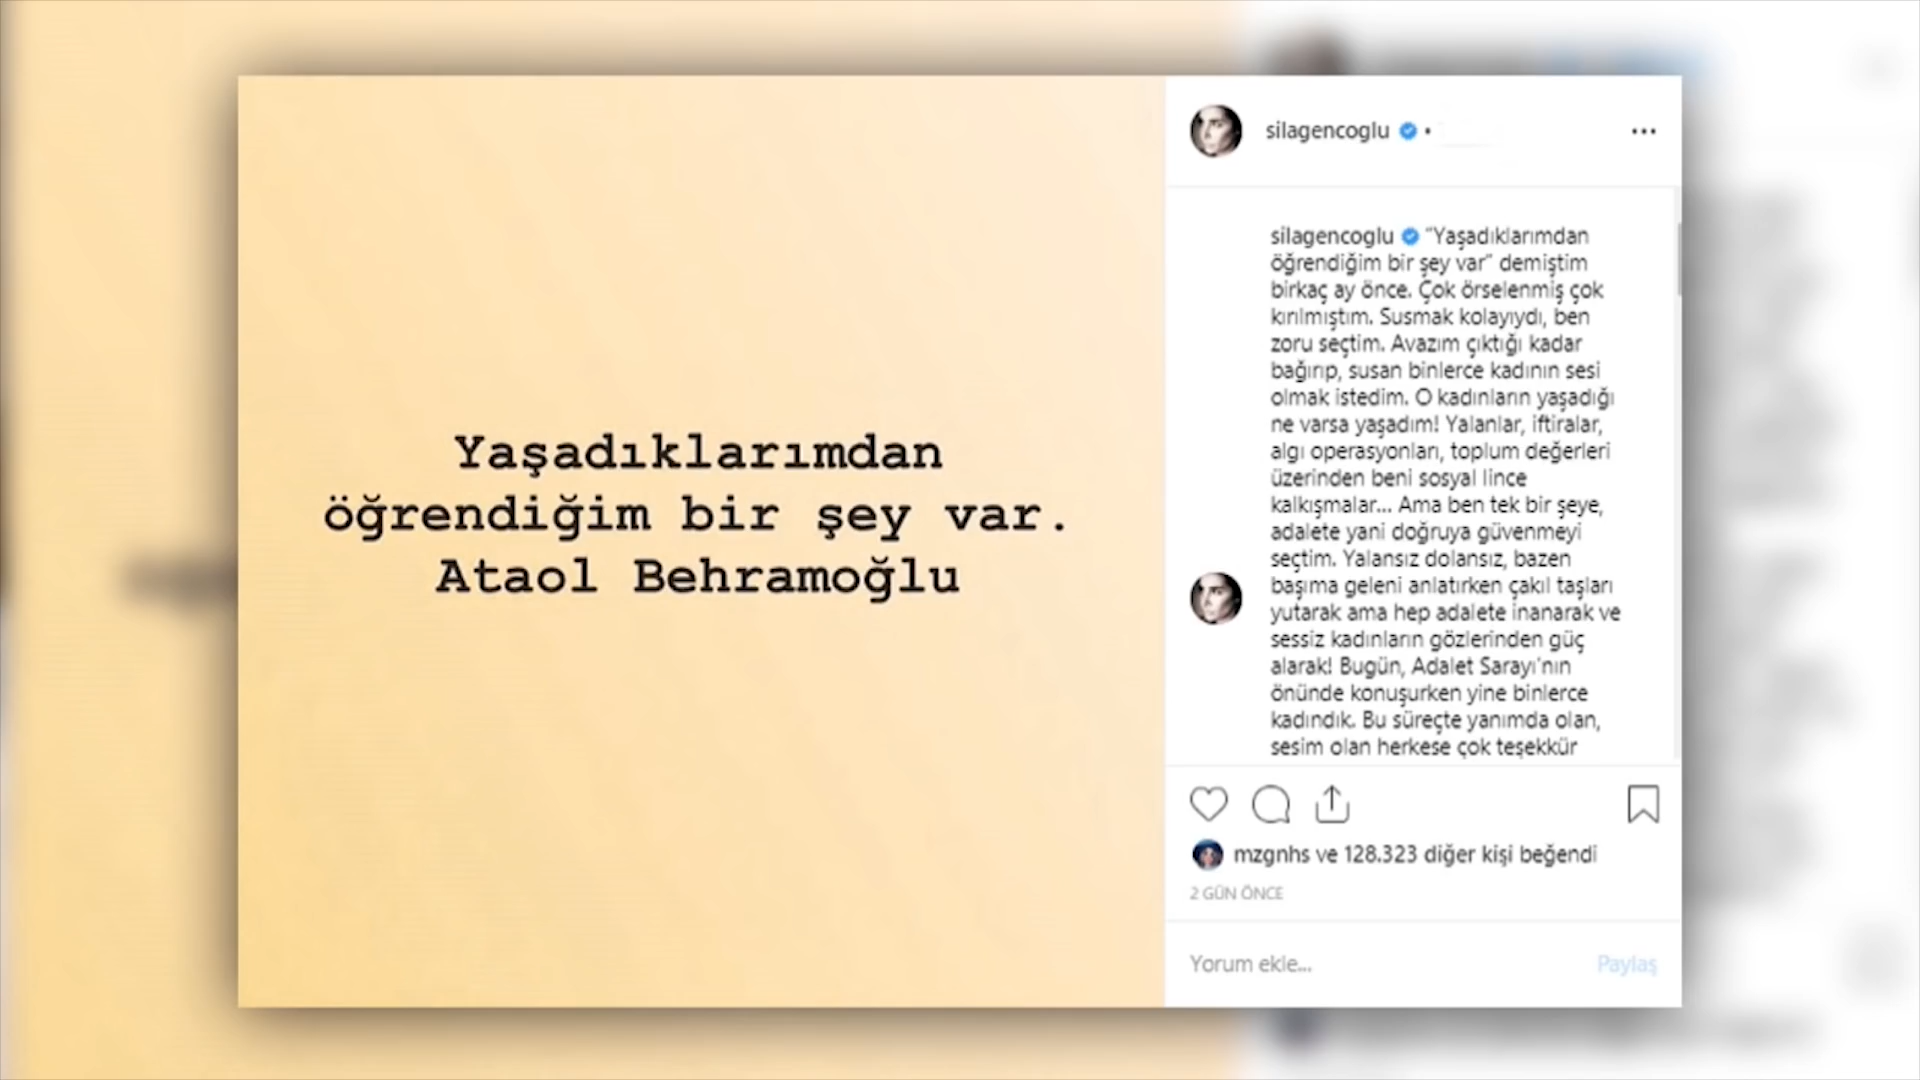 Yaşadıklarımdan
öğrendiğim bir şey var.
Ataol Behramoğlu
silagencoglu •
silagencoglu “Yaşadıklarımdan
öğrendiğim bir şey var” demiştim
birkaç ay önce. Çok örselenmiş çok
kırılmıştım. Susmak kolayıydı, ben
zoru seçtim. Avazım çıktığı kadar
bağırıp, susan binlerce kadının sesi
olmak istedim. O kadınların yaşadığı
ne varsa yaşadım! Yalanlar, iftiralar,
algı operasyonları, toplum değerleri
üzerinden beni sosyal lince
kalkışmalar... Ama ben tek bir şeye,
adalete yani doğruya güvenmeyi
seçtim. Yalansız dolansız, bazen
başıma geleni anlatırken çakıl taşları
yutarak ama hep adalete inanarak ve
sessiz kadınların gözlerinden güç
alarak! Bugün, Adalet Sarayı’nın
önünde konuşurken yine binlerce
kadındık. Bu süreçte yanımda olan,
sesim olan herkese çok teşekkür
mzgnhs ve 128.323 diğer kişi beğendi
2 GÜN ÖNCE
Yorum ekle...
Paylaş